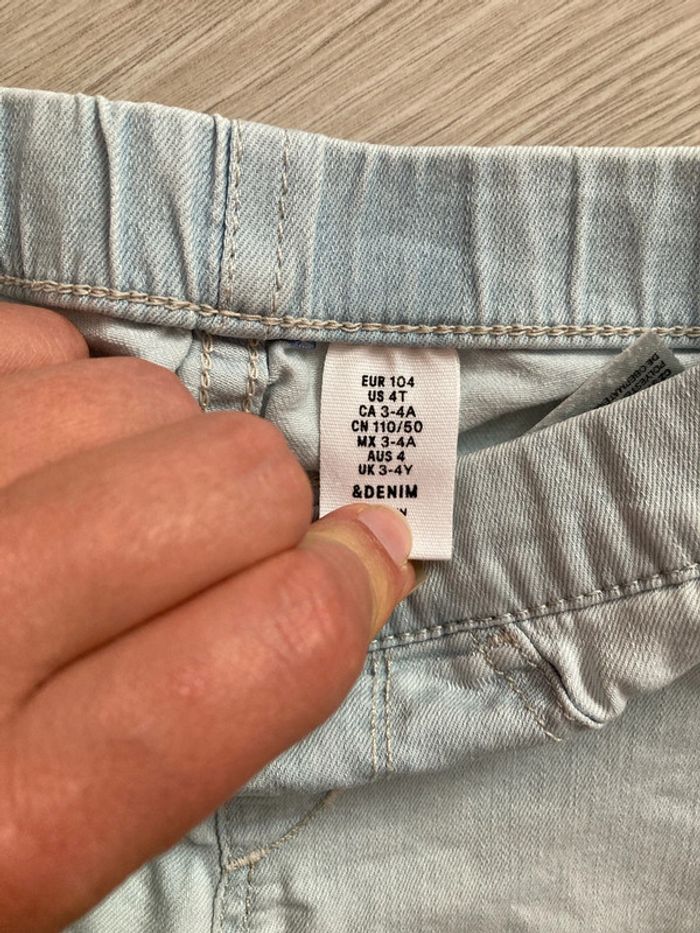 EUR 104
US 4T
CA 3-4A
CN 110/50
MX 3-4A
AUS 4
UK 3-4Y
&DENIM